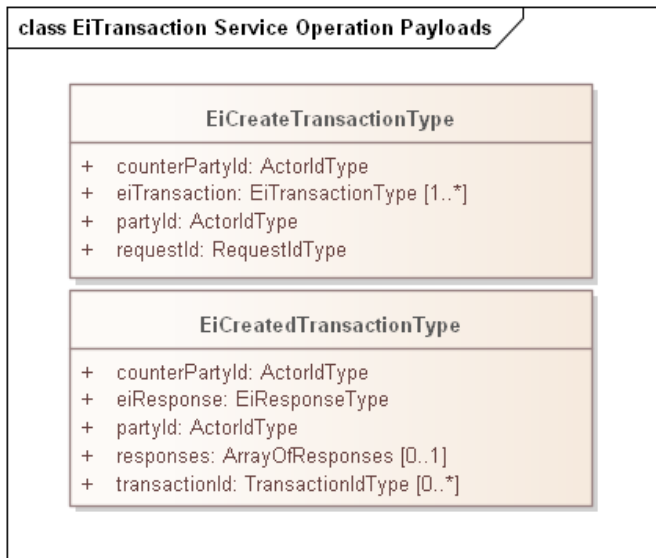 class EiTransaction Service Operation Payloads
EiCreateTransactionType
+ counterPartyId: ActorIdType
+ eiTransaction: EiTransactionType [1..*]
+ partyId: ActorIdType
+ requestId: RequestIdType
EiCreatedTransactionType
+ counterPartyId: ActorIdType
+ eiResponse: EiResponseType
+ partyId: ActorIdType
+ responses: ArrayOfResponses [0..1]
+ transactionId: TransactionIdType [0..*]